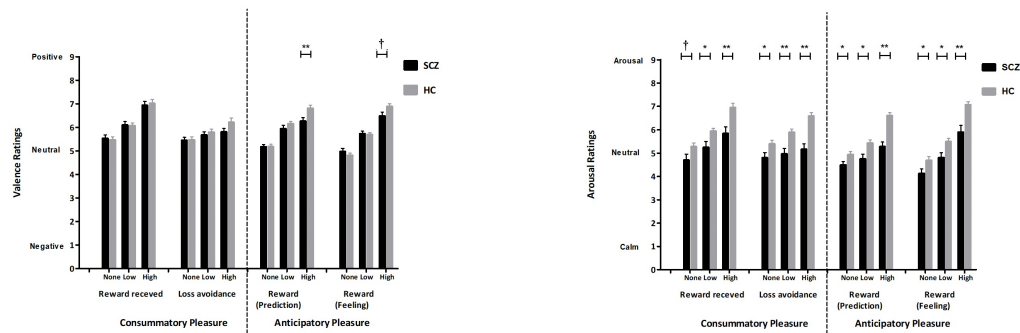 †
**
Positive 9
8
SCZ
7
HC
6
Neutral
5
4
3
2
Negative 1
0
Valence Ratings
None Low High None Low High None Low High None Low High
Reward receved Loss avoidance Reward (Prediction) Reward (Feeling)
Consummatory Pleasure Anticipatory Pleasure
† * ** * ** ** * * ** * * **
Arousal 9
8
SCZ
7
HC
6
Neutral 5
4
3
2
Calm 1
0
Arousal Ratings
None Low High None Low High None Low High None Low High
Reward receved Loss avoidance Reward (Prediction) Reward (Feeling)
Consummatory Pleasure Anticipatory Pleasure